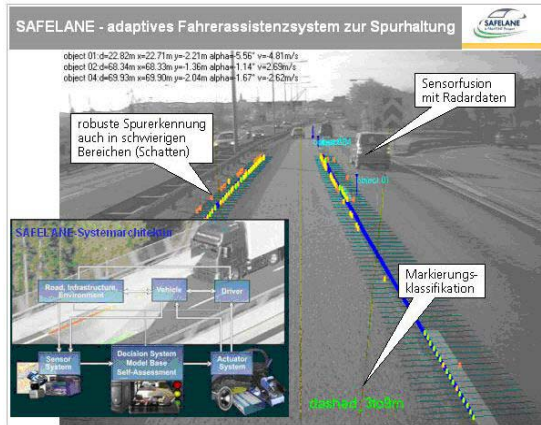 SAFELANE - adaptives Fahrerassistenzsystem zur Spurhaltung
SAFELANE
object 01:d=22.82m x=22.71m y=-2.21m alpha=-5.56° v=-4.81m/s
object 02:d=68.34m x=68.33m y=-1.36m alpha=-1.14° v=2.69m/s
object 04:d=69.93m x=69.90m y=-2.04m alpha=-1.67° v=-2.62m/s
Sensorfusion
mit Radardaten
robuste Spurerkennung
auch in schwierigen
Bereichen (Schatten)
object 01
SAFELANE-Systemarchitektur
Road, Infrastructure,
Environment
Vehicle
Driver
Sensor
System
Decision System
Model Base
Self-Assessment
Actuator
System
Markierungs-
klassifikation
dashed_3to9m